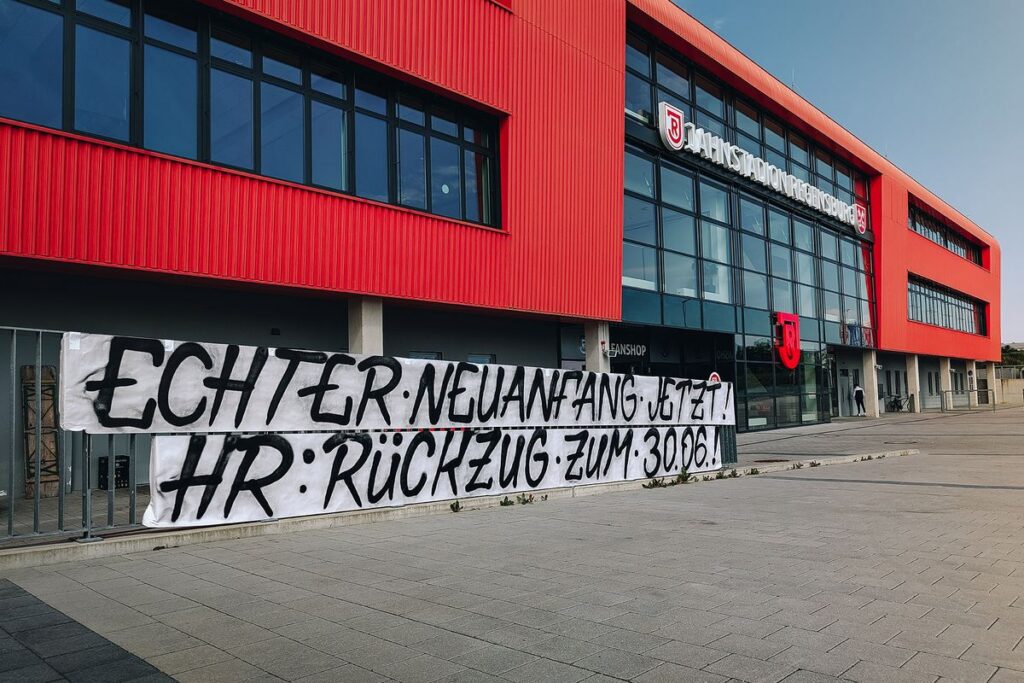 JAHNSTADION REGENSBURG
FANSHOP
ECHTER·NEUANFANG·JETZT!
HR:RÜCKZUG·ZUM·30.06.!